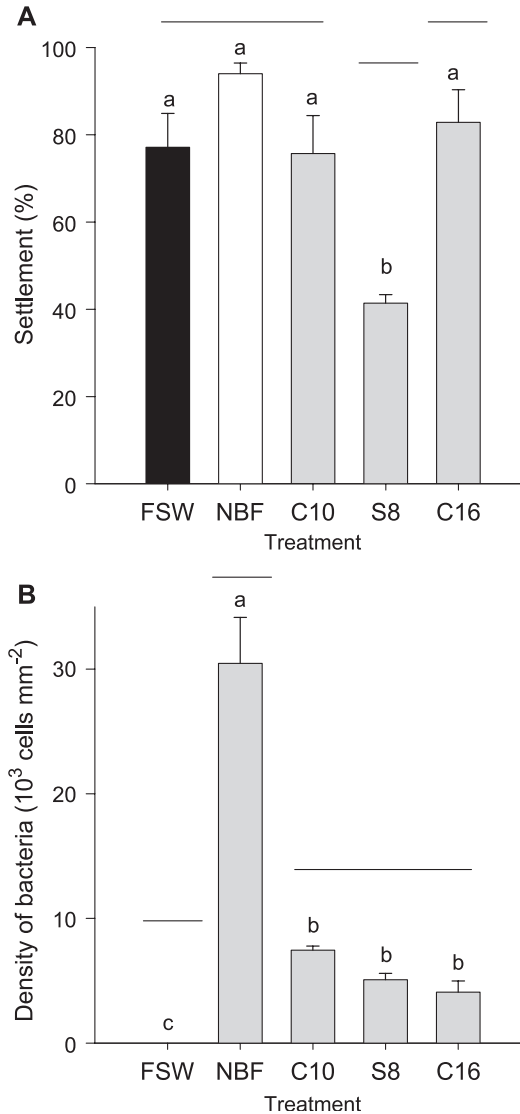 A
a
a a a
b
100
80
60
40
20
0
Settlement (%)
FSW NBF C10 S8 C16
Treatment
B
a
b
b b
c
30
20
10
0
Density of bacteria (10³ cells mm⁻²)
FSW NBF C10 S8 C16
Treatment